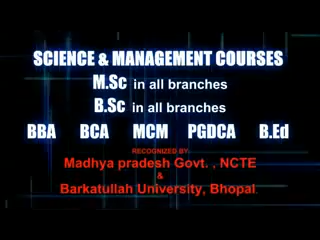 SCIENCE & MANAGEMENT COURSES
M.Sc in all branches
B.Sc in all branches
BBA BCA MCM PGDCA B.Ed
RECOGNIZED BY:
Madhya pradesh Govt. , NCTE
&
Barkatullah University, Bhopal.